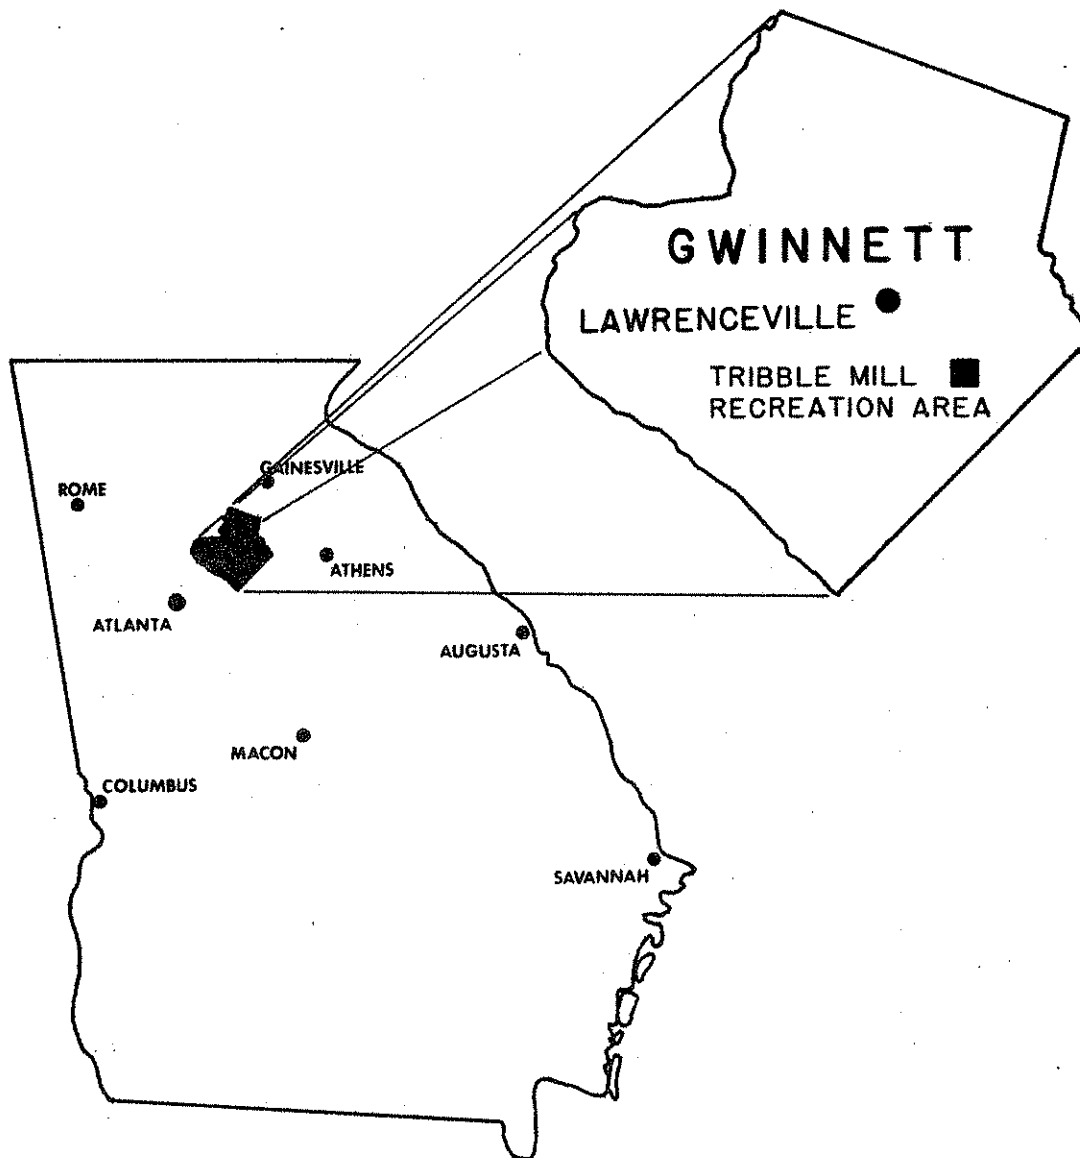 GWINNETT
LAWRENCEVILLE
TRIBBLE MILL
RECREATION AREA
GAINESVILLE
ROME
ATHENS
ATLANTA
AUGUSTA
MACON
COLUMBUS
SAVANNAH